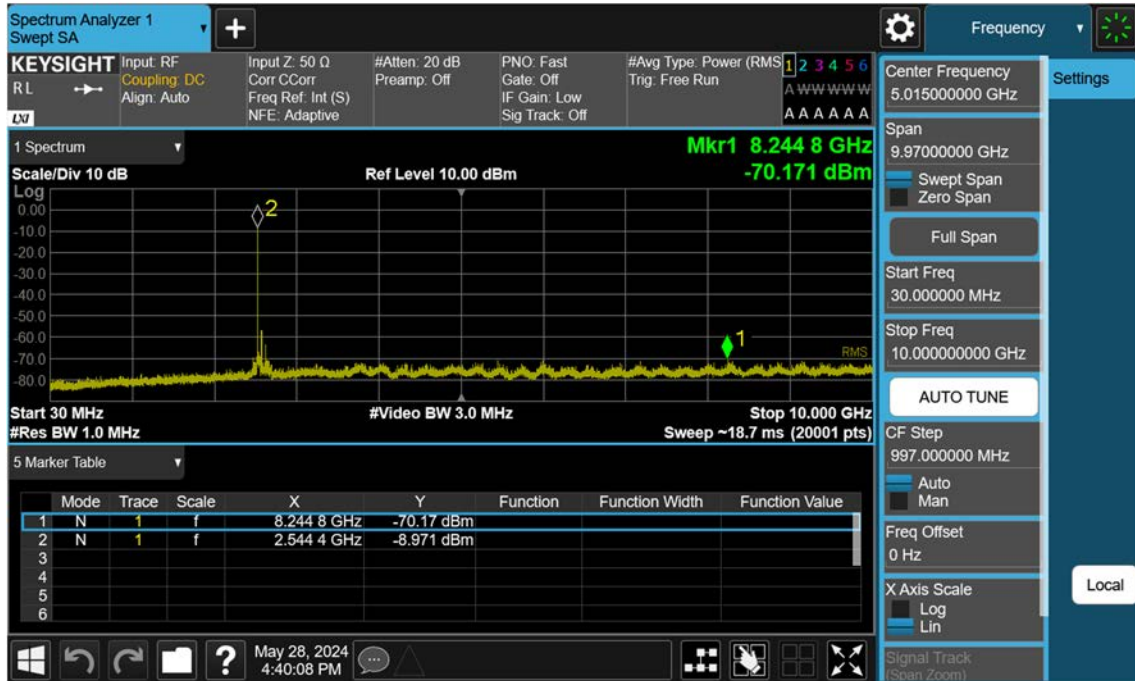 Spectrum Analyzer 1
Swept SA
+
Frequency
KEYSIGHT
R L
LXI
Input: RF
Coupling: DC
Align: Auto
Input Z: 50 Ω
Corr CCorr
Freq Ref: Int (S)
NFE: Adaptive
#Atten: 20 dB
Preamp: Off
PNO: Fast
Gate: Off
IF Gain: Low
Sig Track: Off
#Avg Type: Power (RMS
Trig: Free Run
1 2 3 4 5 6
A W W W W W
A A A A A A
1 Spectrum
Scale/Div 10 dB
Ref Level 10.00 dBm
Mkr1 8.244 8 GHz
-70.171 dBm
Log
0.00
-10.0
-20.0
-30.0
-40.0
-50.0
-60.0
-70.0
-80.0
2
1
RMS
Start 30 MHz
#Video BW 3.0 MHz
Stop 10.000 GHz
#Res BW 1.0 MHz
Sweep ~18.7 ms (20001 pts)
5 Marker Table
Mode Trace Scale X Y Function Function Width Function Value
1 N 1 f 8.244 8 GHz -70.17 dBm
2 N 1 f 2.544 4 GHz -8.971 dBm
3
4
5
6
?
May 28, 2024
4:40:08 PM
Center Frequency
5.015000000 GHz
Settings
Span
9.97000000 GHz
Swept Span
Zero Span
Full Span
Start Freq
30.000000 MHz
Stop Freq
10.000000000 GHz
AUTO TUNE
CF Step
997.000000 MHz
Auto
Man
Freq Offset
0 Hz
X Axis Scale
Log
Lin
Local
Signal Track
(Span Zoom)